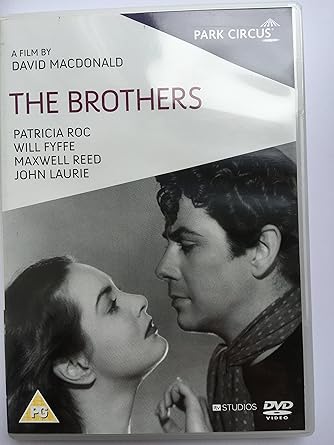 PARK CIRCUS
A FILM BY
DAVID MACDONALD
THE BROTHERS
PATRICIA ROC
WILL FYFFE
MAXWELL REED
JOHN LAURIE
PG
itv STUDIOS
DVD
VIDEO